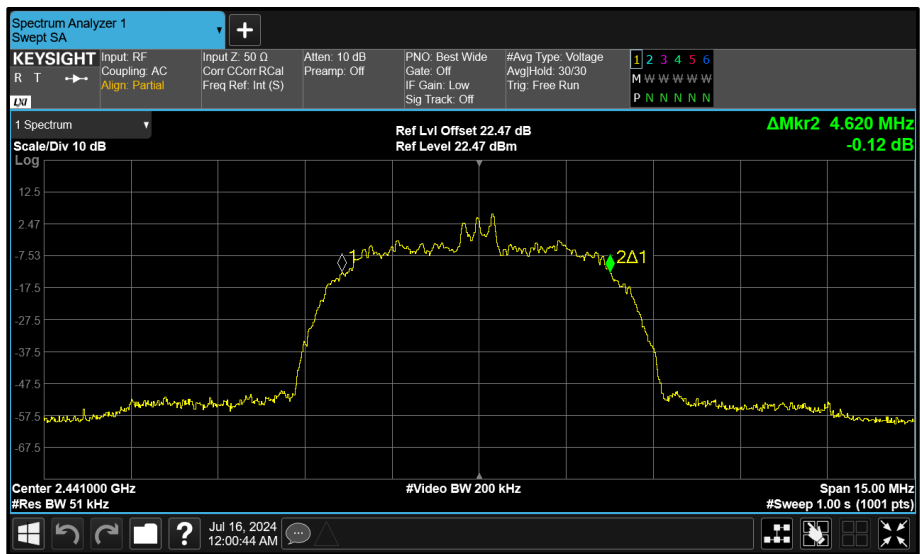 Spectrum Analyzer 1
Swept SA
+
KEYSIGHT
R T
LXI
Input: RF
Coupling: AC
Align: Partial
Input Z: 50 Ω
Corr CCorr RCal
Freq Ref: Int (S)
Atten: 10 dB
Preamp: Off
PNO: Best Wide
Gate: Off
IF Gain: Low
Sig Track: Off
#Avg Type: Voltage
Avg|Hold: 30/30
Trig: Free Run
1 2 3 4 5 6
M W W W W W
P N N N N N
1 Spectrum
Scale/Div 10 dB
Ref Lvl Offset 22.47 dB
Ref Level 22.47 dBm
ΔMkr2 4.620 MHz
-0.12 dB
Log
12.5
2.47
-7.53
-17.5
-27.5
-37.5
-47.5
-57.5
-67.5
1
2Δ1
Center 2.441000 GHz
#Video BW 200 kHz
Span 15.00 MHz
#Res BW 51 kHz
#Sweep 1.00 s (1001 pts)
?
Jul 16, 2024
12:00:44 AM